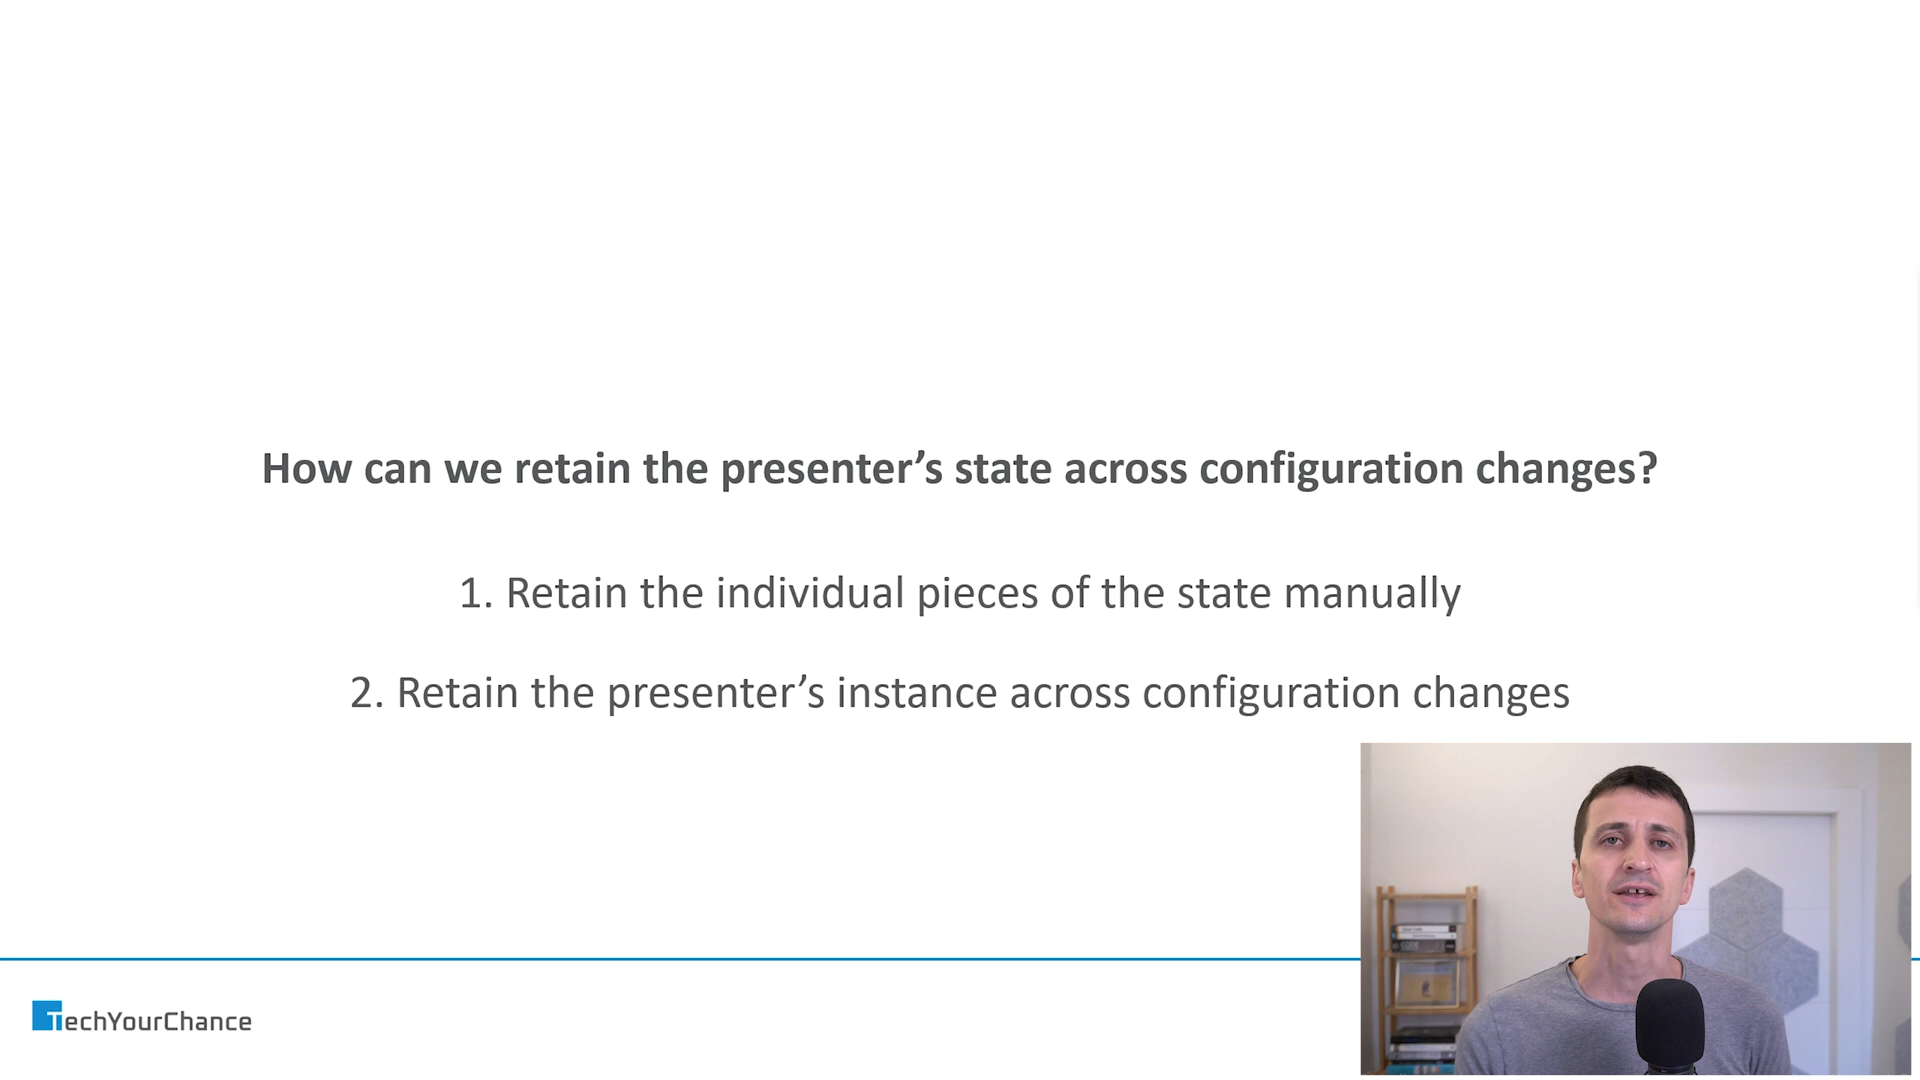 How can we retain the presenter’s state across configuration changes?
1. Retain the individual pieces of the state manually
2. Retain the presenter’s instance across configuration changes
TechYourChance